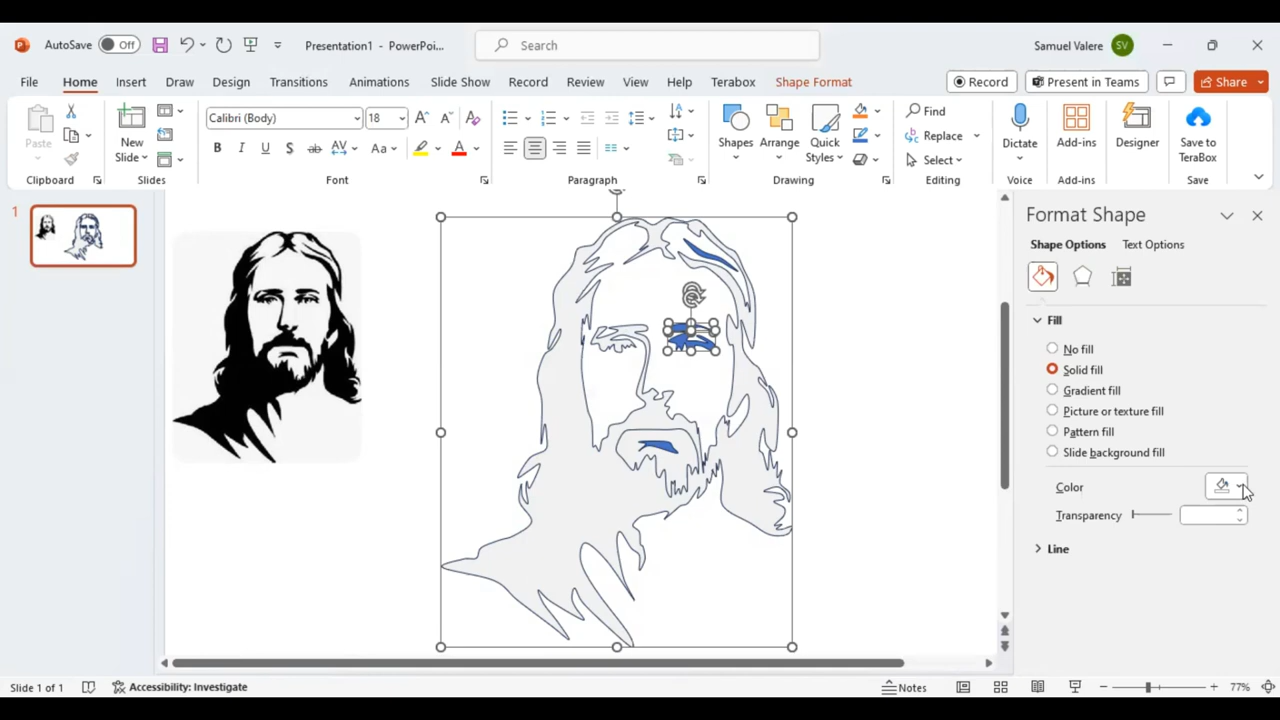 AutoSave Off Presentation1 - PowerPoi... Search Samuel Valere SV
File Home Insert Draw Design Transitions Animations Slide Show Record Review View Help Terabox Shape Format Record Present in Teams Share
Paste
Clipboard
New
Slide
Slides
Calibri (Body) 18
B I U S ab AV Aa A
Font
Paragraph
Shapes
Arrange
Quick
Styles
Drawing
Find
Replace
Select
Editing
Dictate
Voice
Add-ins
Add-ins
Designer
Save to
TeraBox
Save
1
Format Shape
Shape Options Text Options
Fill
No fill
Solid fill
Gradient fill
Picture or texture fill
Pattern fill
Slide background fill
Color
Transparency
Line
Slide 1 of 1 Accessibility: Investigate Notes 77%